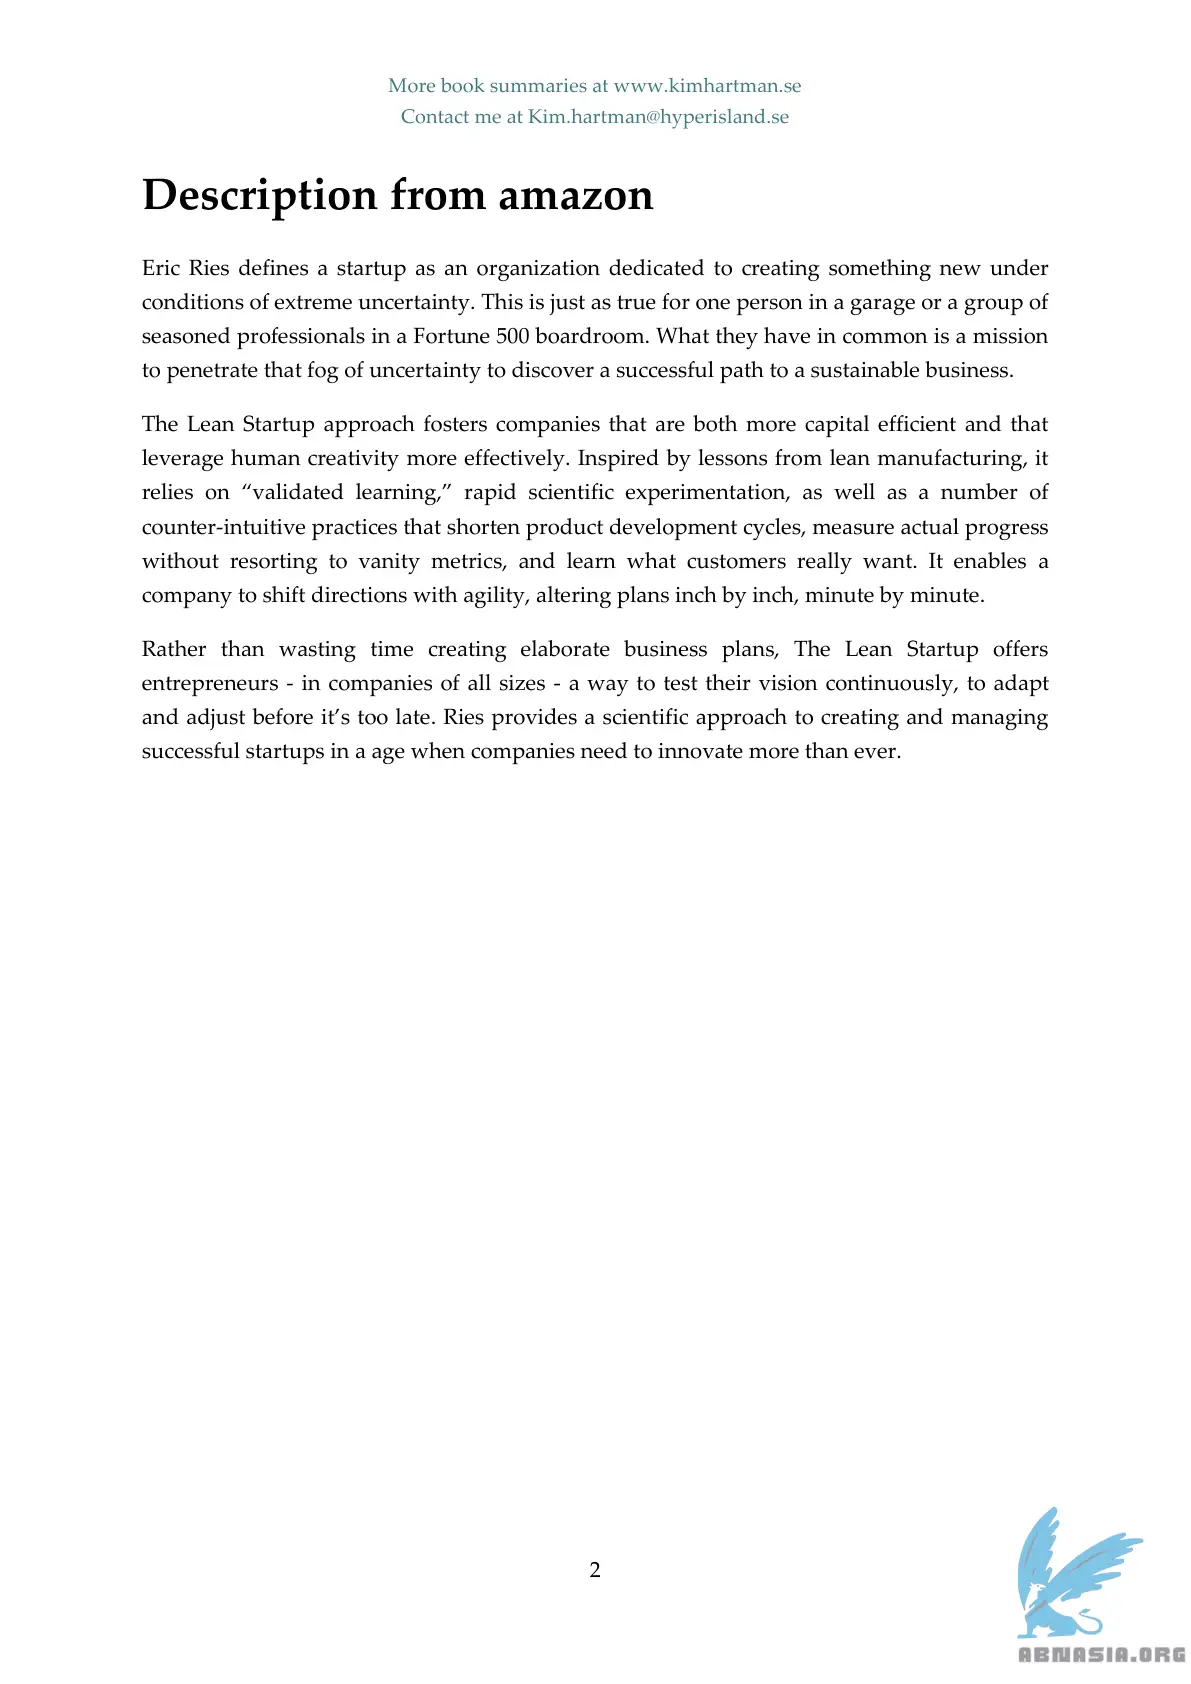 More book summaries at www.kimhartman.se
Contact me at Kim.hartman@hyperisland.se
Description from amazon
Eric Ries defines a startup as an organization dedicated to creating something new under
conditions of extreme uncertainty. This is just as true for one person in a garage or a group of
seasoned professionals in a Fortune 500 boardroom. What they have in common is a mission
to penetrate that fog of uncertainty to discover a successful path to a sustainable business.
The Lean Startup approach fosters companies that are both more capital efficient and that
leverage human creativity more effectively. Inspired by lessons from lean manufacturing, it
relies on “validated learning,” rapid scientific experimentation, as well as a number of
counter-intuitive practices that shorten product development cycles, measure actual progress
without resorting to vanity metrics, and learn what customers really want. It enables a
company to shift directions with agility, altering plans inch by inch, minute by minute.
Rather than wasting time creating elaborate business plans, The Lean Startup offers
entrepreneurs - in companies of all sizes - a way to test their vision continuously, to adapt
and adjust before it’s too late. Ries provides a scientific approach to creating and managing
successful startups in a age when companies need to innovate more than ever.
2
ABNASIA.ORG